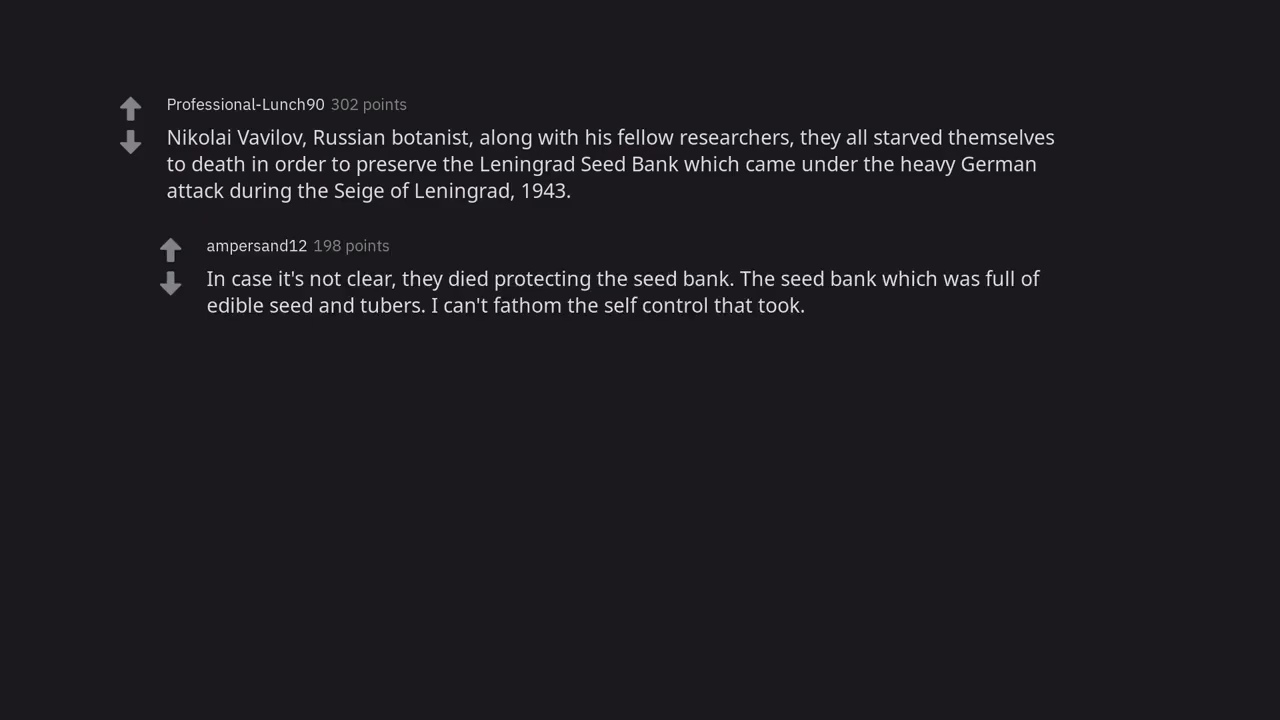 Professional-Lunch90 302 points
Nikolai Vavilov, Russian botanist, along with his fellow researchers, they all starved themselves
to death in order to preserve the Leningrad Seed Bank which came under the heavy German
attack during the Seige of Leningrad, 1943.
ampersand12 198 points
In case it's not clear, they died protecting the seed bank. The seed bank which was full of
edible seed and tubers. I can't fathom the self control that took.